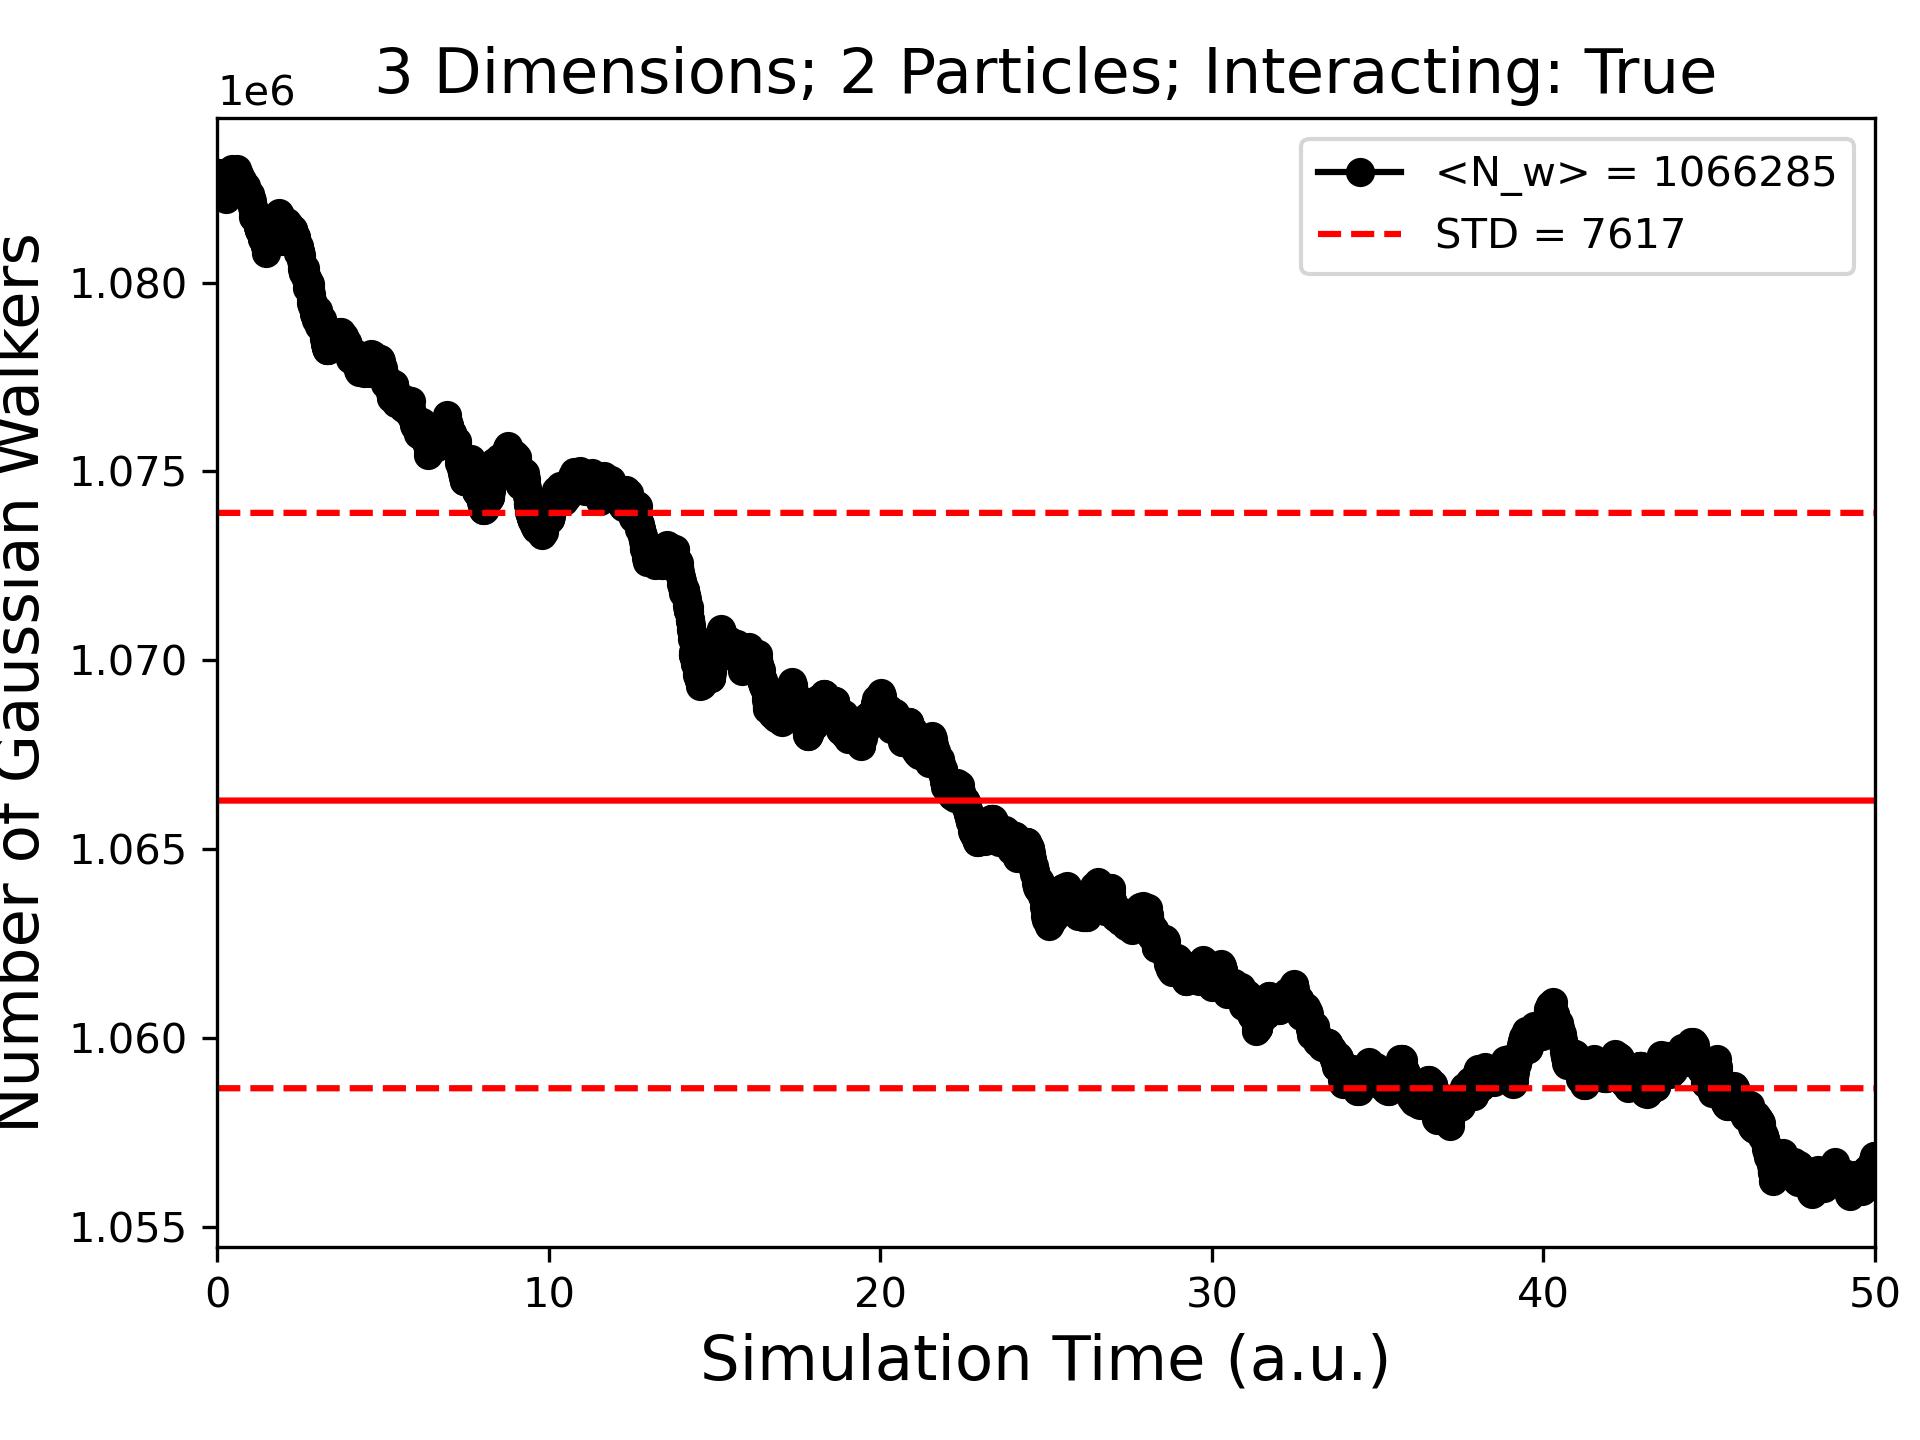 3 Dimensions; 2 Particles; Interacting: True
1e6
<N_w> = 1066285
STD = 7617
Number of Gaussian Walkers
1.080
1.075
1.070
1.065
1.060
1.055
0 10 20 30 40 50
Simulation Time (a.u.)